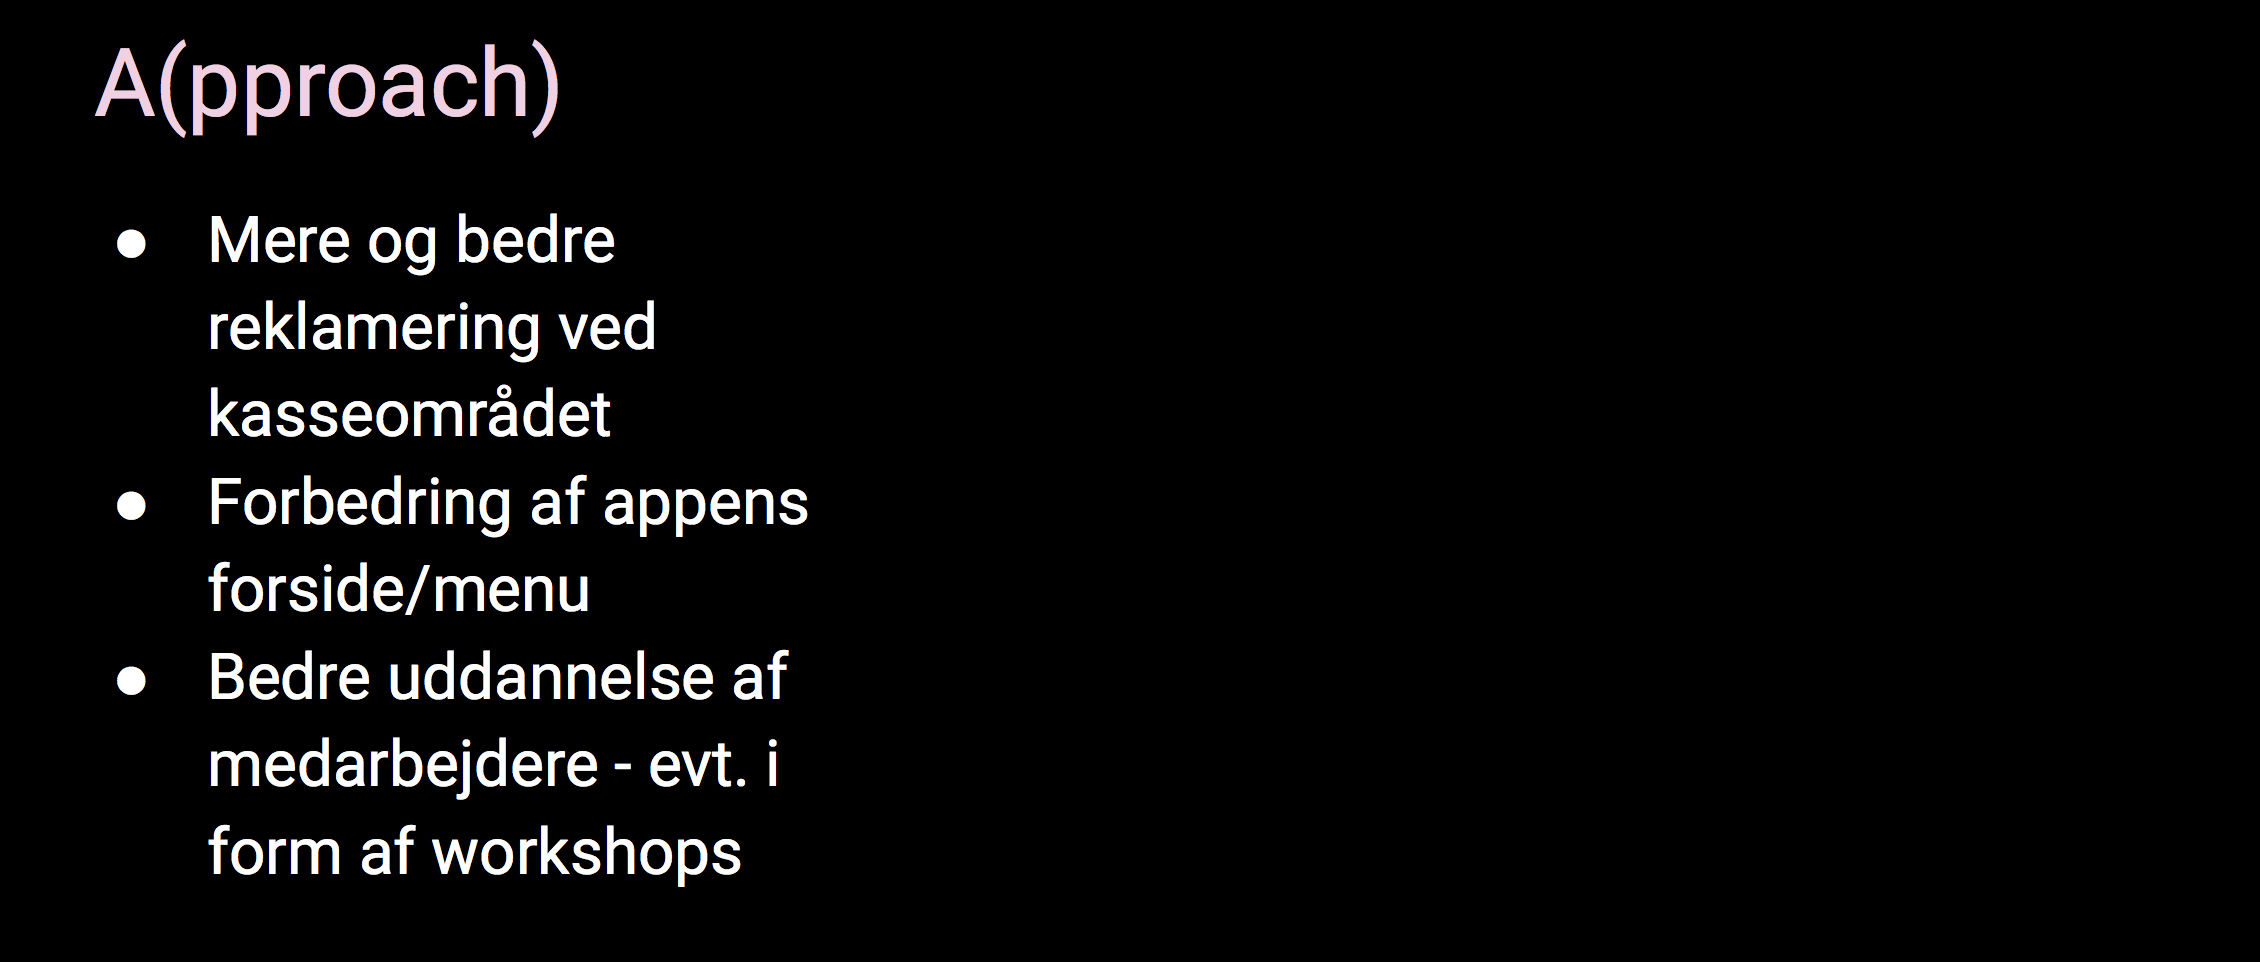 A(pproach)
● Mere og bedre
reklamering ved
kasseområdet
● Forbedring af appens
forside/menu
● Bedre uddannelse af
medarbejdere - evt. i
form af workshops